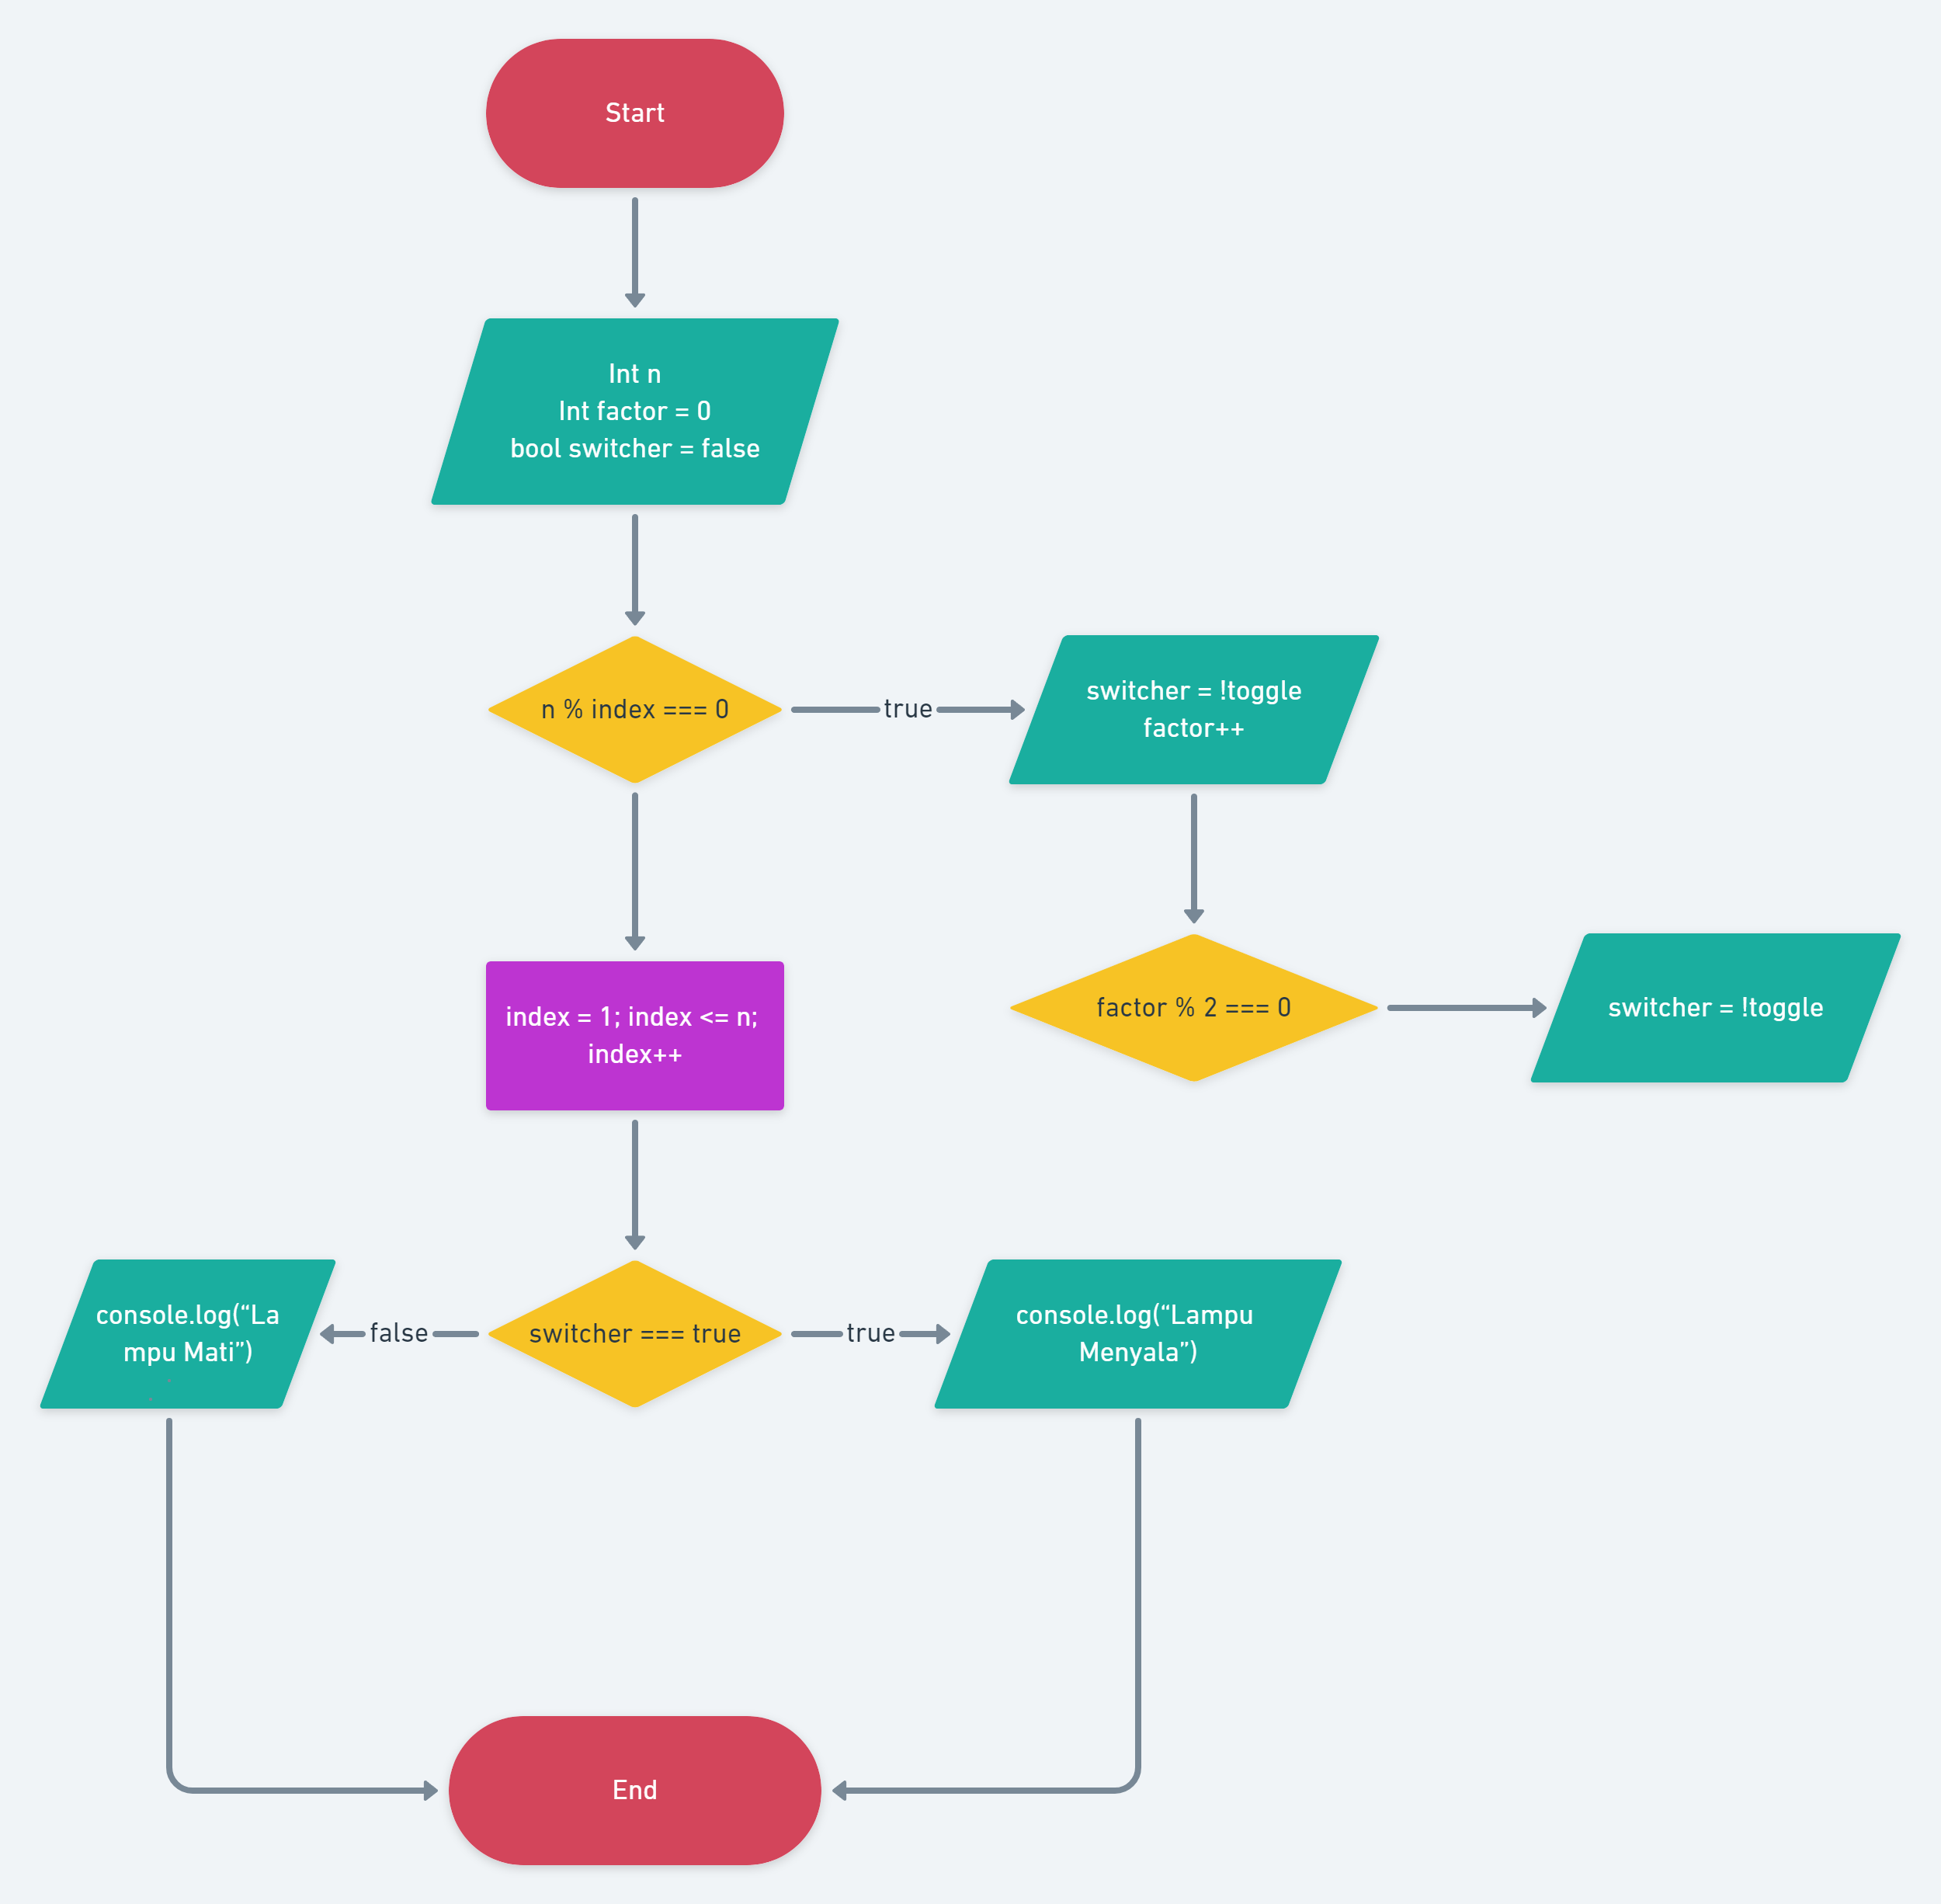 Start
Int n
Int factor = 0
bool switcher = false
n % index === 0
true
switcher = !toggle
factor++
factor % 2 === 0
switcher = !toggle
index = 1; index <= n;
index++
console.log(“La
mpu Mati”)
false
switcher === true
true
console.log(“Lampu
Menyala”)
End